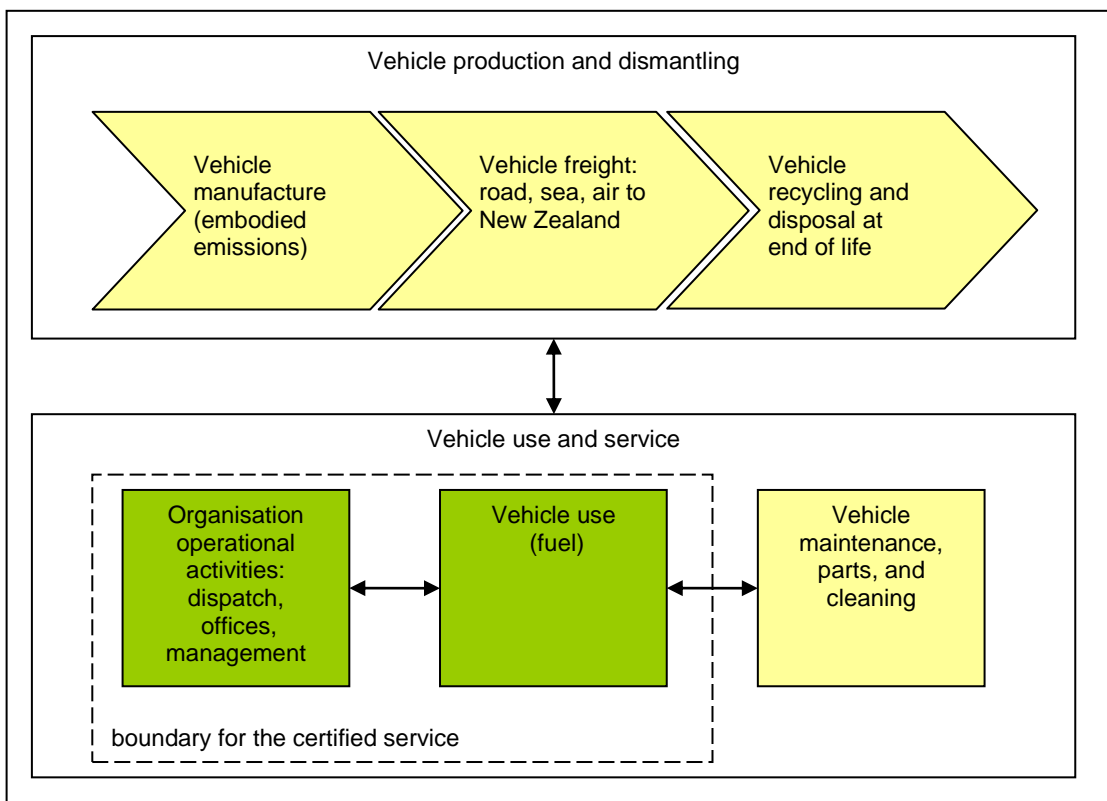 Vehicle production and dismantling
Vehicle
manufacture
(embodied
emissions)
Vehicle freight:
road, sea, air to
New Zealand
Vehicle
recycling and
disposal at
end of life
Vehicle use and service
Organisation
operational
activities:
dispatch,
offices,
management
Vehicle use
(fuel)
Vehicle
maintenance,
parts, and
cleaning
boundary for the certified service